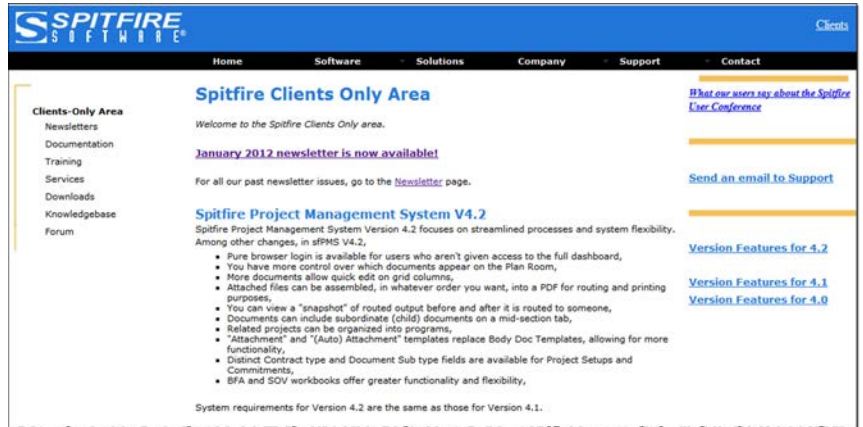 SPITFIRE
SOFTWARE®
Clients
Home Software Solutions Company Support Contact
Clients-Only Area
Newsletters
Documentation
Training
Services
Downloads
Knowledgebase
Forum
Spitfire Clients Only Area
Welcome to the Spitfire Clients Only area.
January 2012 newsletter is now available!
For all our past newsletter issues, go to the Newsletter page.
Spitfire Project Management System V4.2
Spitfire Project Management System Version 4.2 focuses on streamlined processes and system flexibility.
Among other changes, in sfPMS V4.2,
• Pure browser login is available for users who aren't given access to the full dashboard,
• You have more control over which documents appear on the Plan Room,
• More documents allow quick edit on grid columns,
• Attached files can be assembled, in whatever order you want, into a PDF for routing and printing
purposes,
• You can view a "snapshot" of routed output before and after it is routed to someone,
• Documents can include subordinate (child) documents on a mid-section tab,
• Related projects can be organized into programs,
• "Attachment" and "(Auto) Attachment" templates replace Body Doc Templates, allowing for more
functionality,
• Distinct Contract type and Document Sub type fields are available for Project Setups and
Commitments,
• BFA and SOV workbooks offer greater functionality and flexibility,
System requirements for Version 4.2 are the same as those for Version 4.1.
What our users say about the Spitfire
User Conference
Send an email to Support
Version Features for 4.2
Version Features for 4.1
Version Features for 4.0